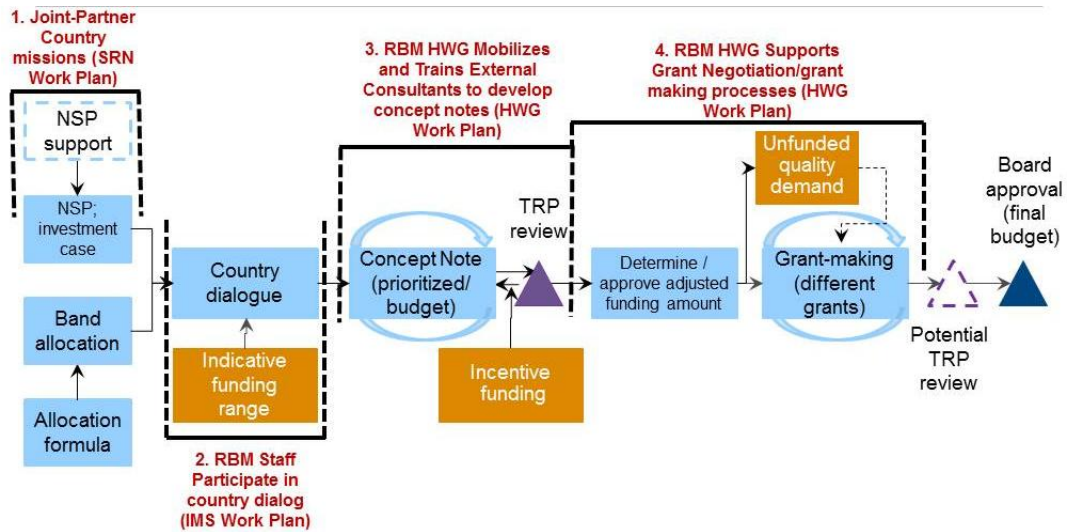 1. Joint-Partner
Country
missions (SRN
Work Plan)
NSP
support
NSP;
investment
case
Band
allocation
Allocation
formula
Country
dialogue
Indicative
funding
range
2. RBM Staff
Participate in
country dialog
(IMS Work Plan)
3. RBM HWG Mobilizes
and Trains External
Consultants to develop
concept notes (HWG
Work Plan)
Concept Note
(prioritized/
budget)
TRP
review
Incentive
funding
4. RBM HWG Supports
Grant Negotiation/grant
making processes (HWG
Work Plan)
Determine /
approve adjusted
funding amount
Unfunded
quality
demand
Grant-making
(different
grants)
Potential
TRP
review
Board
approval
(final
budget)